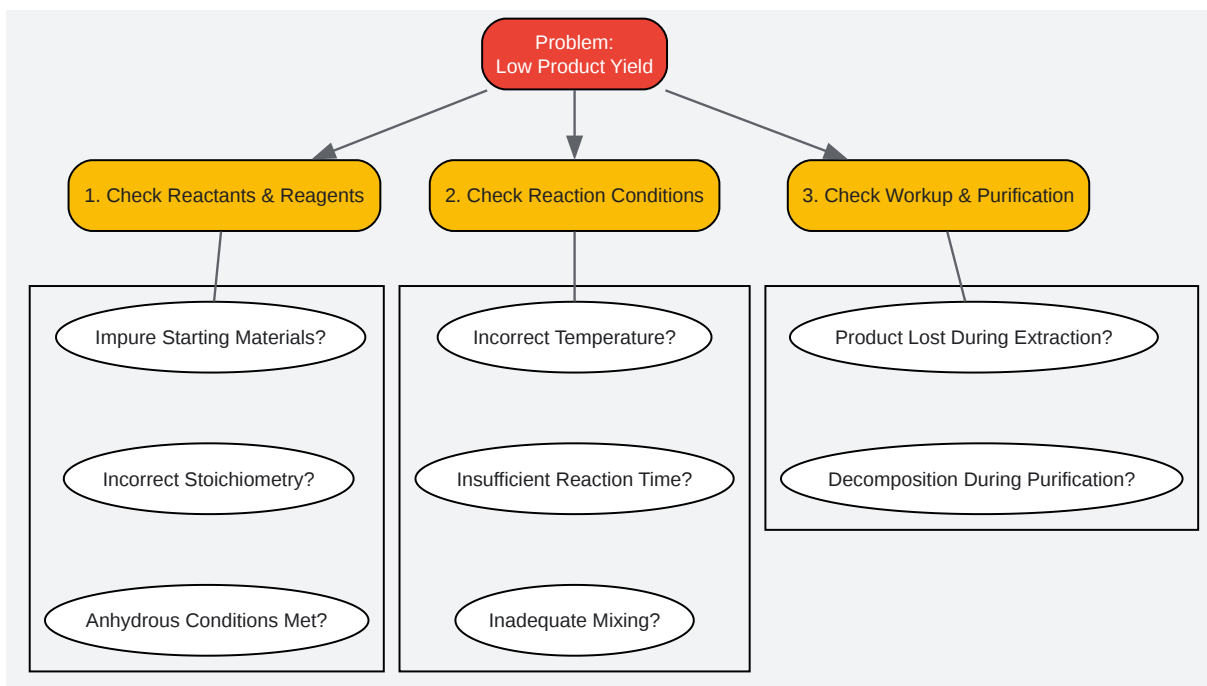 Problem:
Low Product Yield
1. Check Reactants & Reagents
2. Check Reaction Conditions
3. Check Workup & Purification
Impure Starting Materials?
Incorrect Temperature?
Product Lost During Extraction?
Incorrect Stoichiometry?
Insufficient Reaction Time?
Decomposition During Purification?
Anhydrous Conditions Met?
Inadequate Mixing?